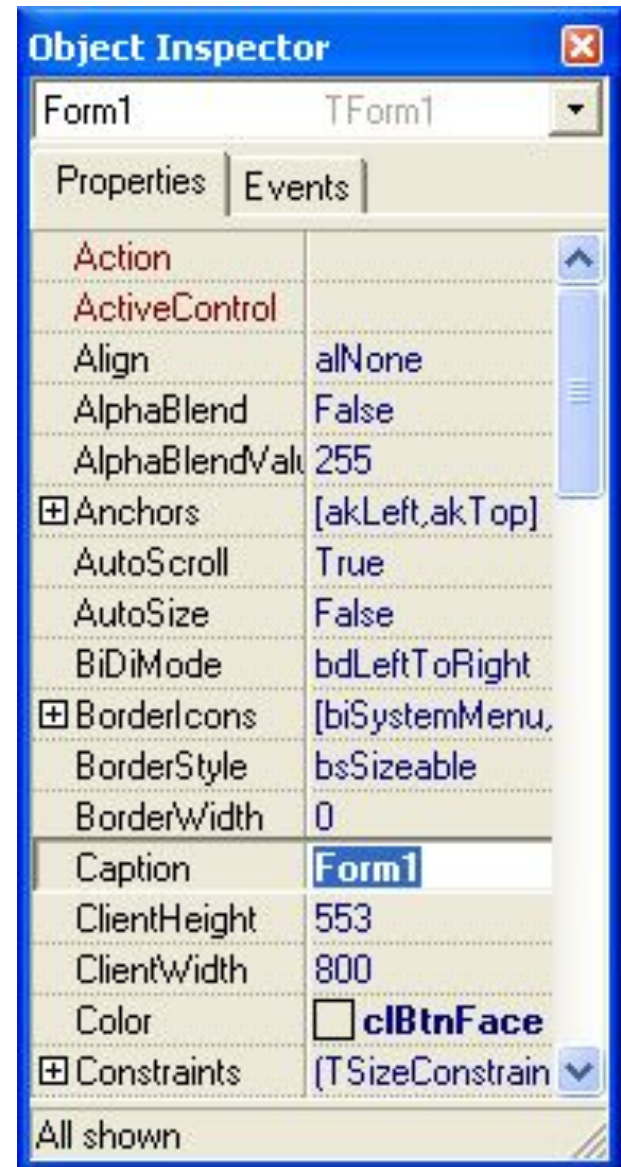 Object Inspector
Form1 TForm1
Properties Events
Action
ActiveControl
Align alNone
AlphaBlend False
AlphaBlendValu 255
Anchors [akLeft,akTop]
AutoScroll True
AutoSize False
BiDiMode bdLeftToRight
BorderIcons [biSystemMenu,
BorderStyle bsSizeable
BorderWidth 0
Caption Form1
ClientHeight 553
ClientWidth 800
Color clBtnFace
Constraints (TSizeConstrain
All shown